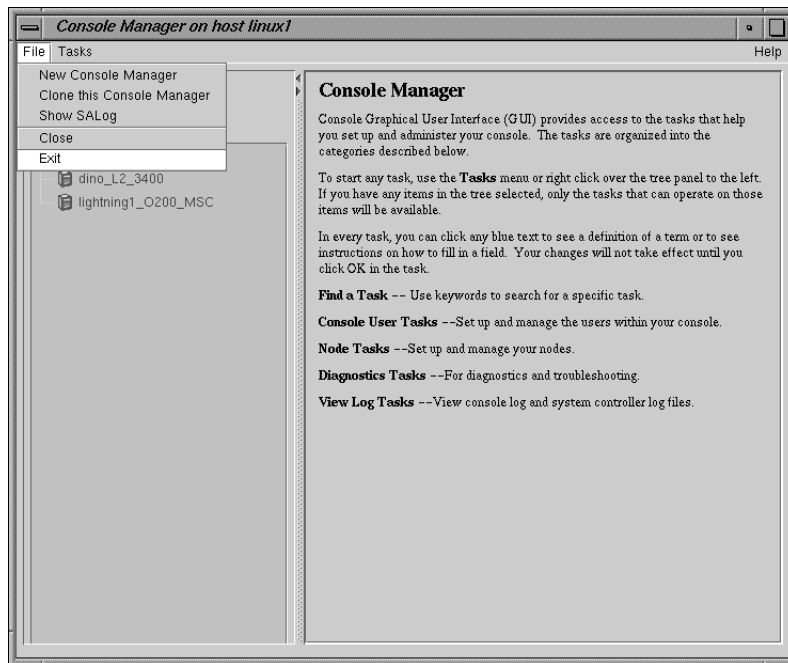 Console Manager on host linux1
File Tasks Help
New Console Manager
Clone this Console Manager
Show SALog
Close
Exit
dino_L2_3400
lightning1_O200_MSC
Console Manager
Console Graphical User Interface (GUI) provides access to the tasks that help
you set up and administer your console. The tasks are organized into the
categories described below.
To start any task, use the Tasks menu or right click over the tree panel to the left.
If you have any items in the tree selected, only the tasks that can operate on those
items will be available.
In every task, you can click any blue text to see a definition of a term or to see
instructions on how to fill in a field. Your changes will not take effect until you
click OK in the task.
Find a Task -- Use keywords to search for a specific task.
Console User Tasks --Set up and manage the users within your console.
Node Tasks --Set up and manage your nodes.
Diagnostics Tasks --For diagnostics and troubleshooting.
View Log Tasks --View console log and system controller log files.